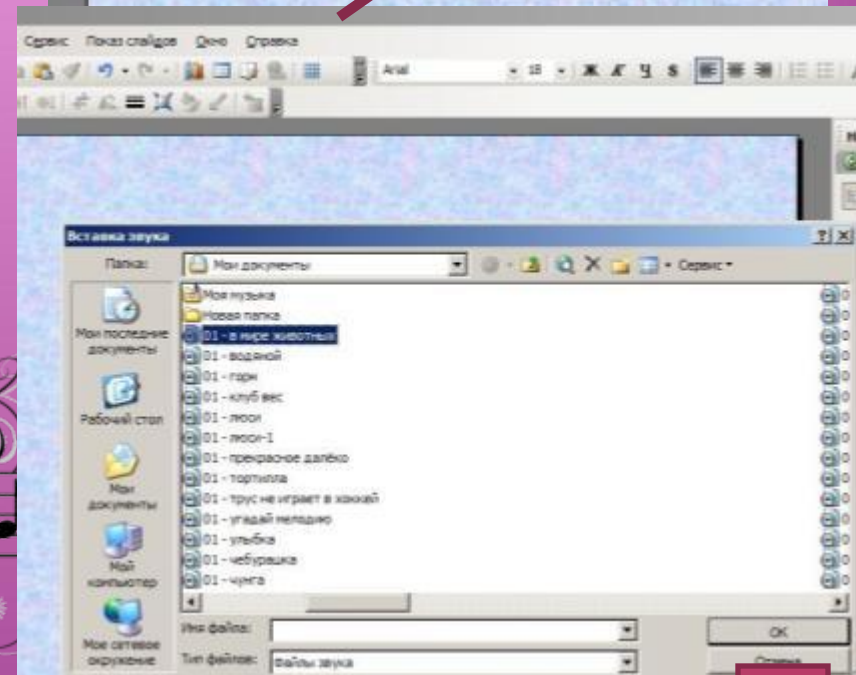 Сервис Показ слайдов Окно Справка
Arial 18 Ж К Ч S
Вставка звука
Папка: Мои документы Сервис
Моя музыка
Новая папка
01 - в мире животных
01 - водяной
01 - горн
01 - клуб вес
01 - люси
01 - люси-1
01 - прекрасное далёко
01 - тортилла
01 - трус не играет в хоккей
01 - угадай мелодию
01 - улыбка
01 - чебурашка
01 - чунга
Мои последние
документы
Рабочий стол
Мои
документы
Мой
компьютер
Мое сетевое
окружение
Имя файла: OK
Тип файлов: Файлы звука Отмена